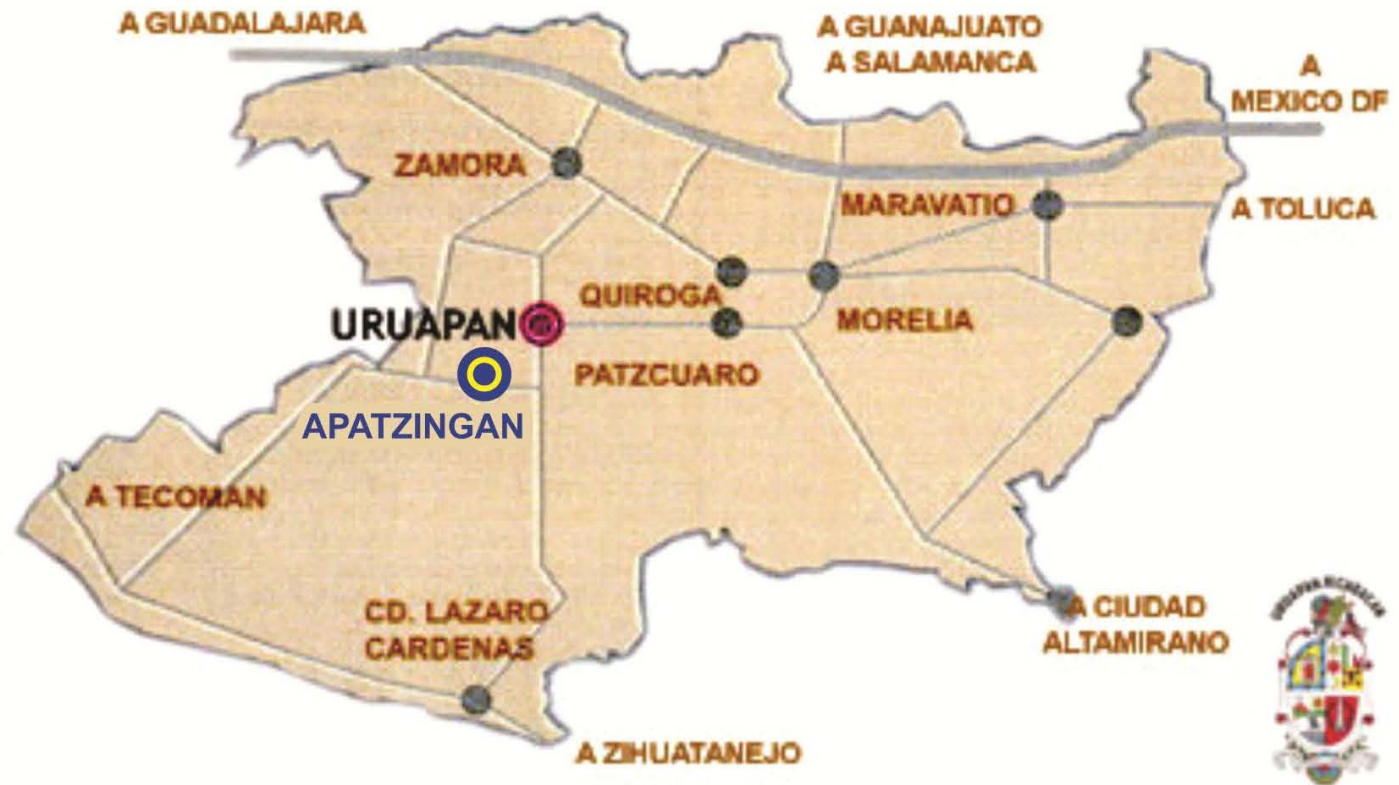 A GUADALAJARA
A GUANAJUATO
A SALAMANCA
A
MEXICO DF
ZAMORA
MARAVATIO
A TOLUCA
QUIROGA
URUAPAN
MORELIA
PATZCUARO
APATZINGAN
A TECOMAN
CD. LAZARO
CARDENAS
A CIUDAD
ALTAMIRANO
A ZIHUATANEJO